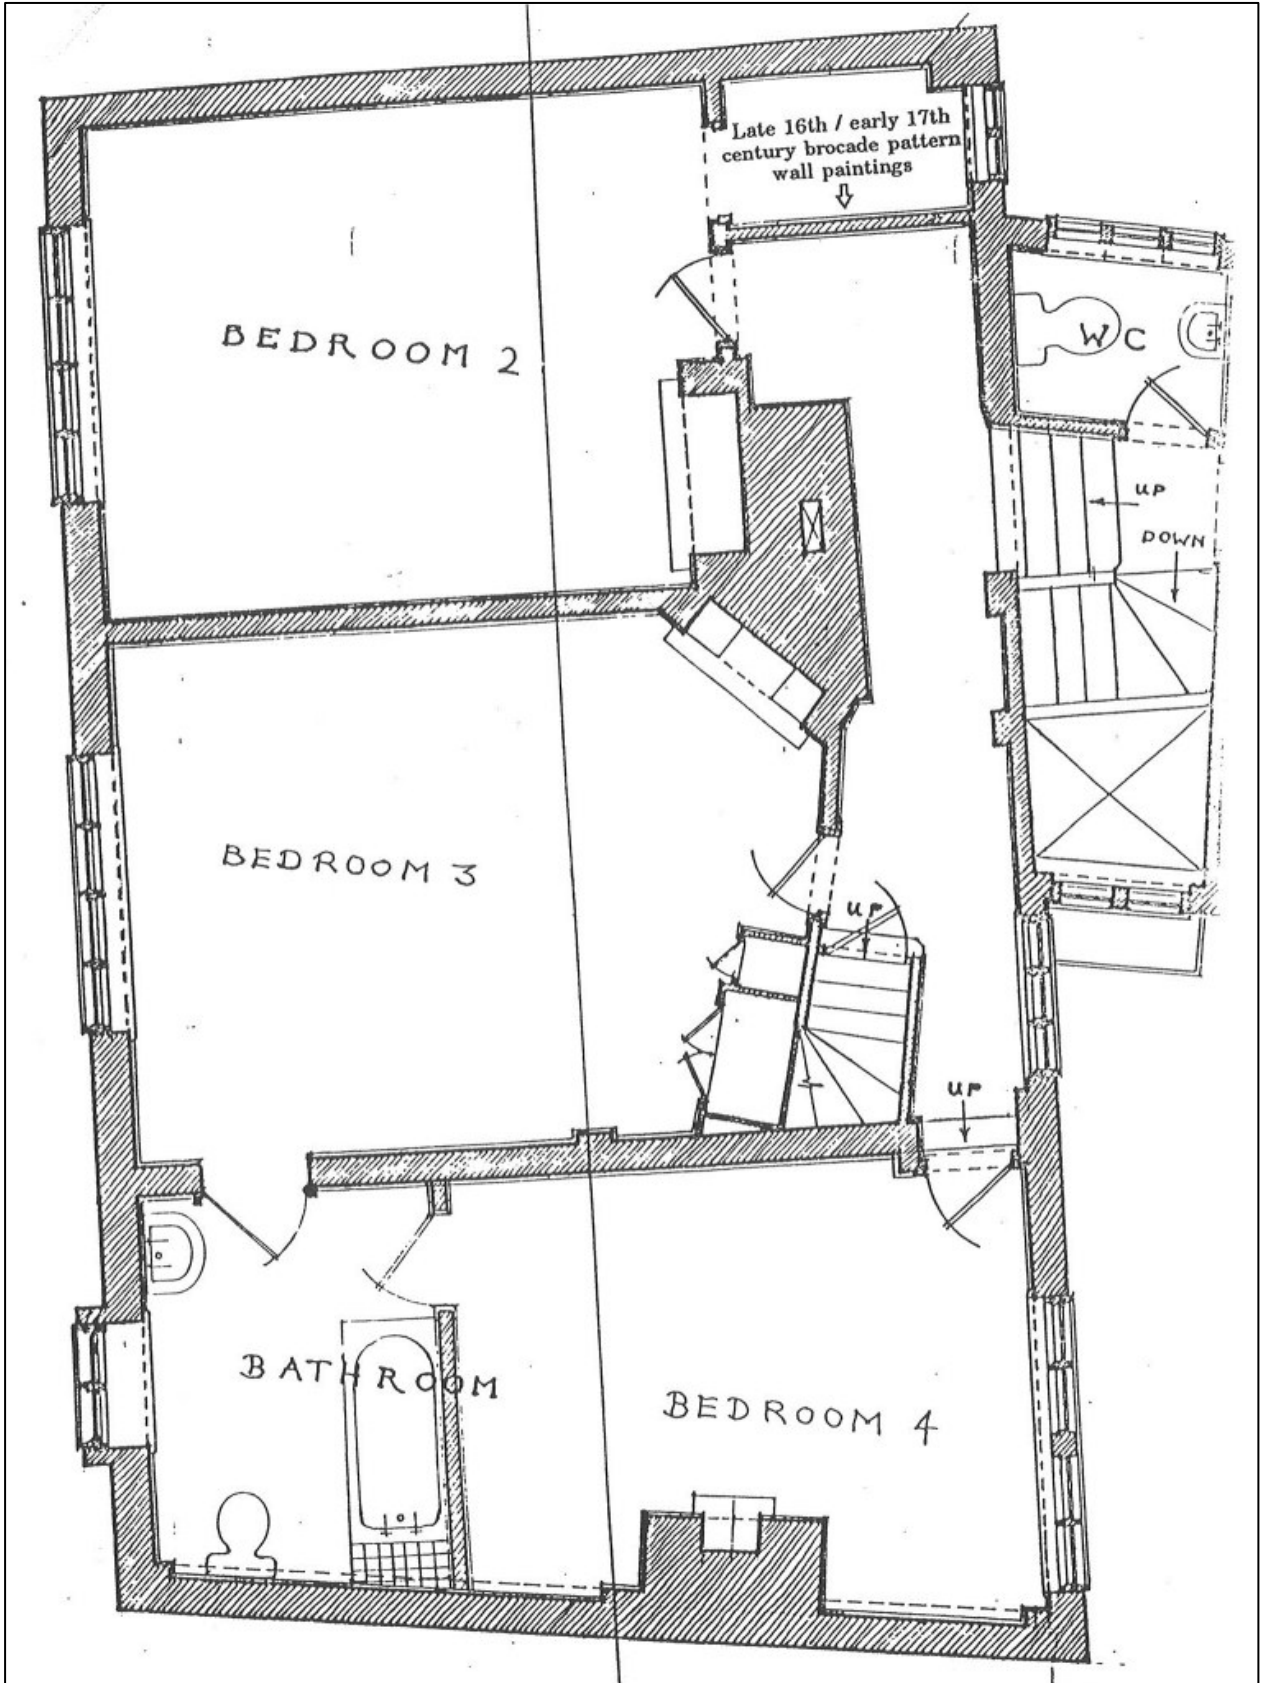 Late 16th / early 17th
century brocade pattern
wall paintings
BEDROOM 2
WC
UP
DOWN
BEDROOM 3
UP
UP
BATHROOM
BEDROOM 4